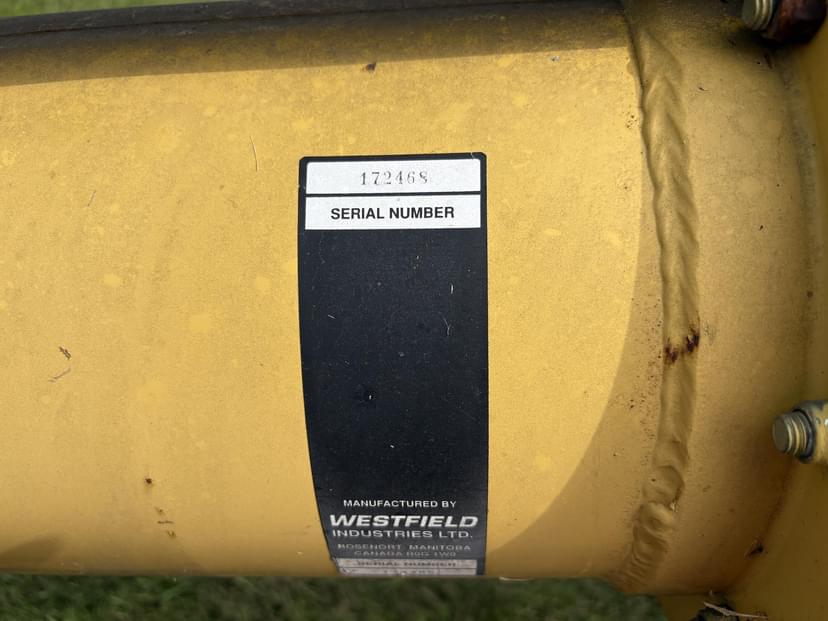 172468
SERIAL NUMBER
MANUFACTURED BY
WESTFIELD
INDUSTRIES LTD.
ROSENORT, MANITOBA
CANADA R0G 1W0
SERIAL NUMBER